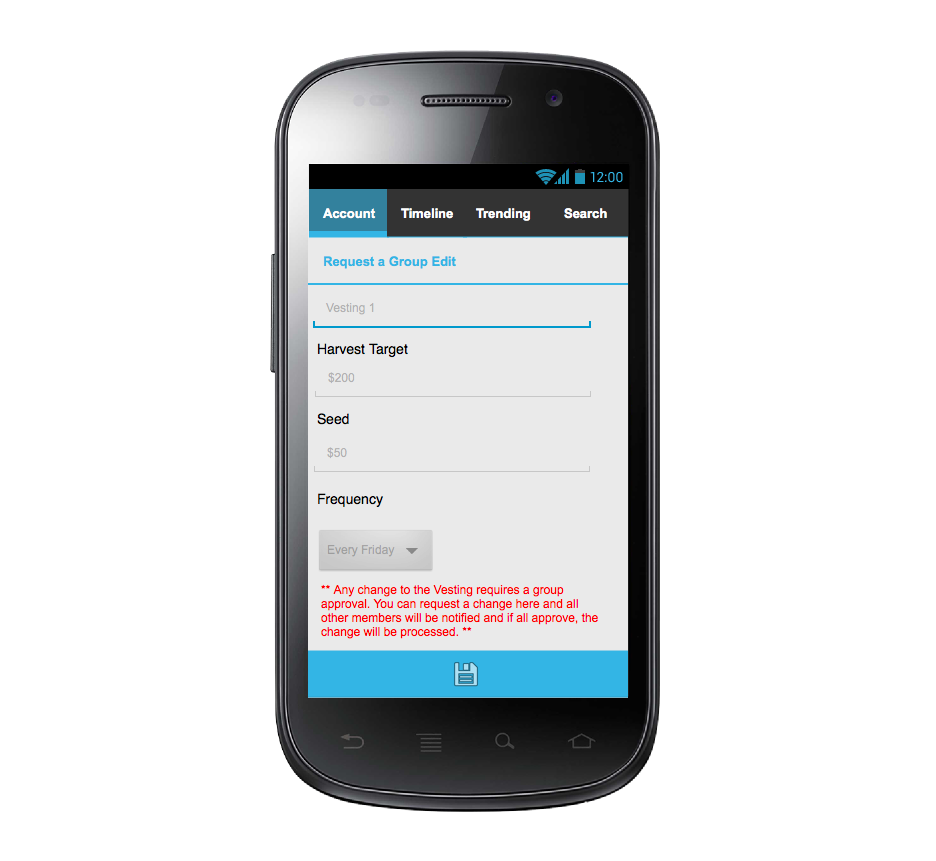 12:00
Account Timeline Trending Search
Request a Group Edit
Vesting 1
Harvest Target
$200
Seed
$50
Frequency
Every Friday
** Any change to the Vesting requires a group
approval. You can request a change here and all
other members will be notified and if all approve, the
change will be processed. **